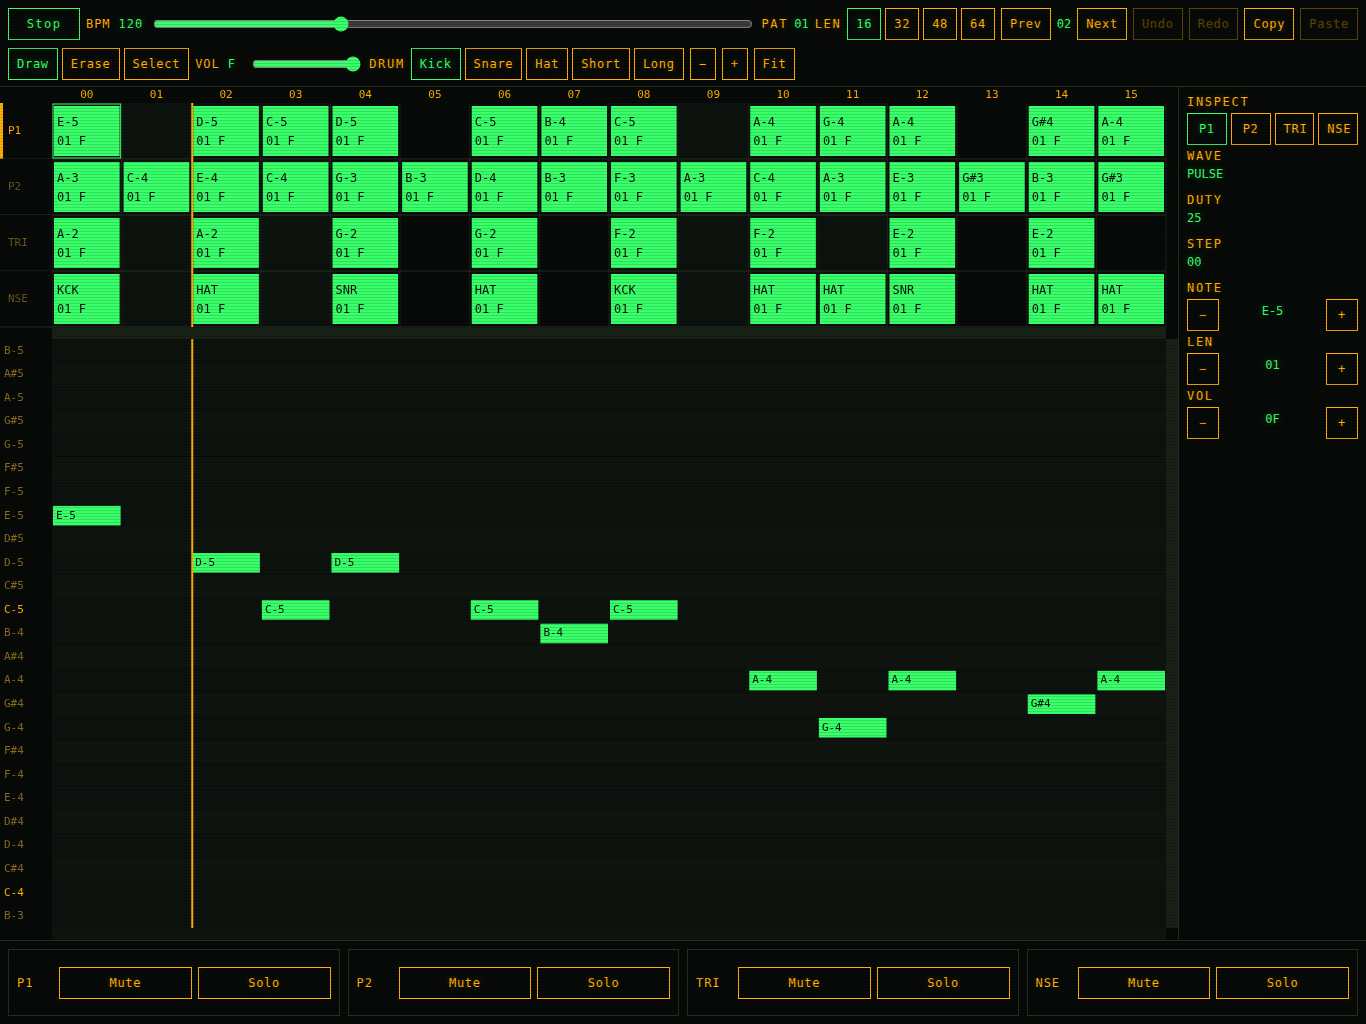 Stop BPM 120 PAT 01 LEN 16 32 48 64 Prev 02 Next Undo Redo Copy Paste
Draw Erase Select VOL F DRUM Kick Snare Hat Short Long − + Fit
00 01 02 03 04 05 06 07 08 09 10 11 12 13 14 15
P1 E-5 D-5 C-5 D-5 C-5 B-4 C-5 A-4 G-4 A-4 G#4 A-4
01 F 01 F 01 F 01 F 01 F 01 F 01 F 01 F 01 F 01 F 01 F 01 F
P2 A-3 C-4 E-4 C-4 G-3 B-3 D-4 B-3 F-3 A-3 C-4 A-3 E-3 G#3 B-3 G#3
01 F 01 F 01 F 01 F 01 F 01 F 01 F 01 F 01 F 01 F 01 F 01 F 01 F 01 F 01 F 01 F
TRI A-2 A-2 G-2 G-2 F-2 F-2 E-2 E-2
01 F 01 F 01 F 01 F 01 F 01 F 01 F 01 F
NSE KCK HAT SNR HAT KCK HAT HAT SNR HAT HAT
01 F 01 F 01 F 01 F 01 F 01 F 01 F 01 F 01 F 01 F
B-5
A#5
A-5
G#5
G-5
F#5
F-5
E-5 E-5
D#5
D-5 D-5 D-5
C#5
C-5 C-5 C-5 C-5
B-4 B-4
A#4
A-4 A-4 A-4 A-4
G#4 G#4
G-4 G-4
F#4
F-4
E-4
D#4
D-4
C#4
C-4
B-3
INSPECT
P1 P2 TRI NSE
WAVE
PULSE
DUTY
25
STEP
00
NOTE
− E-5 +
LEN
− 01 +
VOL
− 0F +
P1 Mute Solo P2 Mute Solo TRI Mute Solo NSE Mute Solo